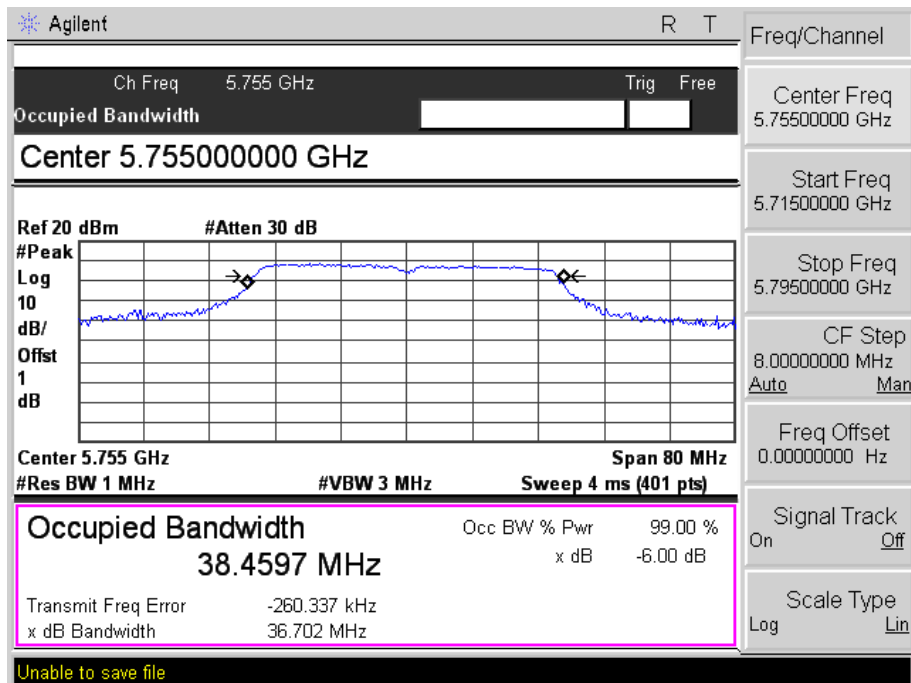 Agilent R T
Ch Freq 5.755 GHz Trig Free
Occupied Bandwidth
Center 5.755000000 GHz
Ref 20 dBm #Atten 30 dB
#Peak
Log
10
dB/
Offst
1
dB
Center 5.755 GHz Span 80 MHz
#Res BW 1 MHz #VBW 3 MHz Sweep 4 ms (401 pts)
Occupied Bandwidth
38.4597 MHz
Occ BW % Pwr 99.00 %
x dB -6.00 dB
Transmit Freq Error -260.337 kHz
x dB Bandwidth 36.702 MHz
Unable to save file
Freq/Channel
Center Freq
5.75500000 GHz
Start Freq
5.71500000 GHz
Stop Freq
5.79500000 GHz
CF Step
8.00000000 MHz
Auto Man
Freq Offset
0.00000000 Hz
Signal Track
On Off
Scale Type
Log Lin